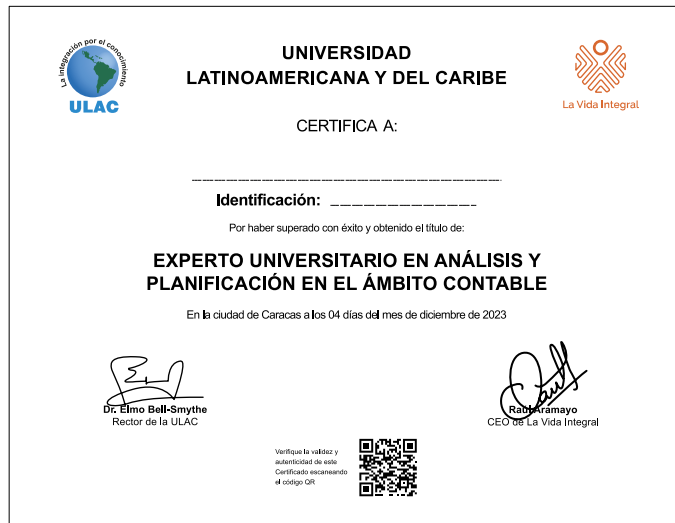 La integración por el conocimiento
ULAC
UNIVERSIDAD
LATINOAMERICANA Y DEL CARIBE
La Vida Integral
CERTIFICA A:
Identificación:
Por haber superado con éxito y obtenido el título de:
EXPERTO UNIVERSITARIO EN ANÁLISIS Y
PLANIFICACIÓN EN EL ÁMBITO CONTABLE
En la ciudad de Caracas a los 04 días del mes de diciembre de 2023
Dr. Elmo Bell-Smythe
Rector de la ULAC
Raúl Aramayo
CEO de La Vida Integral
Verifique la validez y
autenticidad de este
Certificado escaneando
el código QR